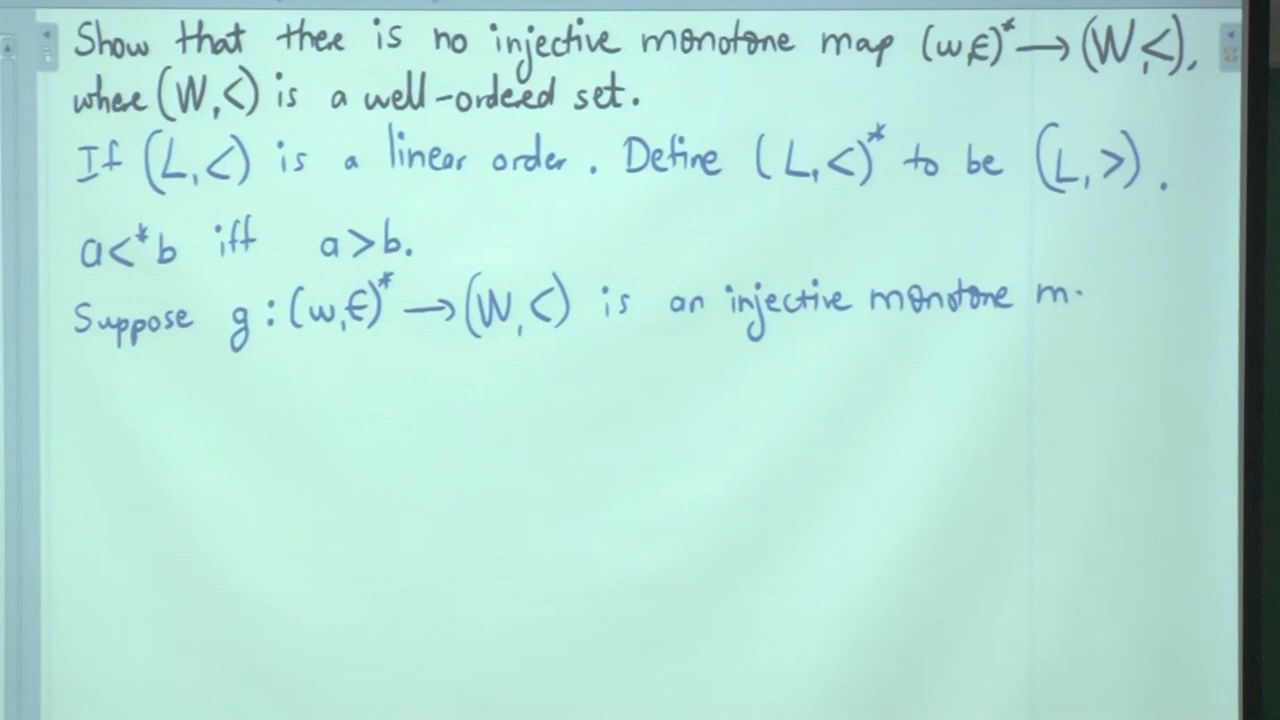 Show that there is no injective monotone map (ω,∈)* → (W,<),
where (W,<) is a well-ordered set.
If (L,<) is a linear order. Define (L,<)* to be (L,>).
a<*b iff a>b.
Suppose g:(ω,∈)* → (W,<) is an injective monotone m.